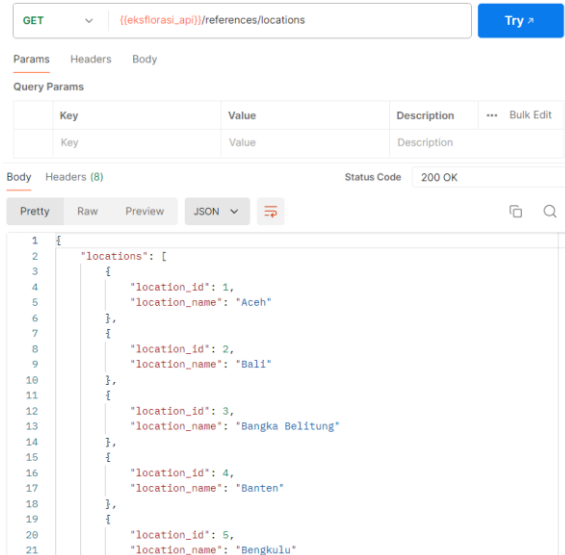 GET {{eksflorasi_api}}/references/locations Try
Params Headers Body
Query Params
Key Value Description ••• Bulk Edit
Key Value Description
Body Headers (8) Status Code 200 OK
Pretty Raw Preview JSON
1 {
2 "locations": [
3 {
4 "location_id": 1,
5 "location_name": "Aceh"
6 },
7 {
8 "location_id": 2,
9 "location_name": "Bali"
10 },
11 {
12 "location_id": 3,
13 "location_name": "Bangka Belitung"
14 },
15 {
16 "location_id": 4,
17 "location_name": "Banten"
18 },
19 {
20 "location_id": 5,
21 "location_name": "Bengkulu"